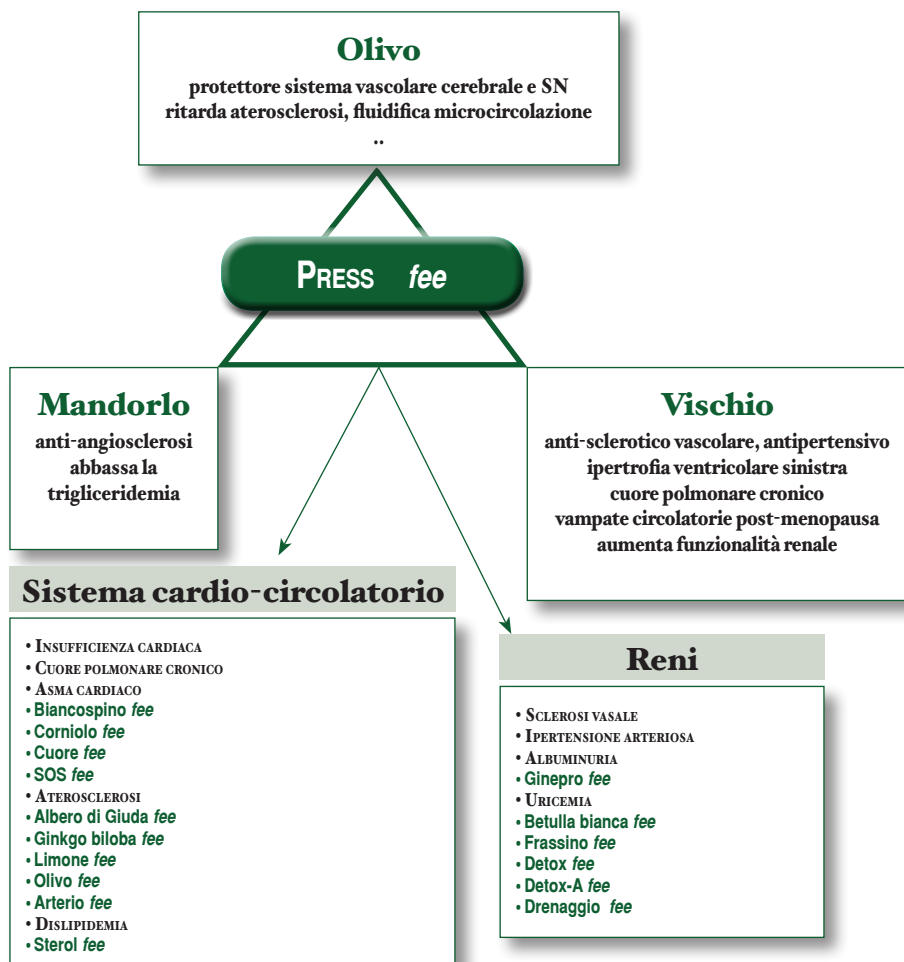 Olivo
protettore sistema vascolare cerebrale e SN
ritarda aterosclerosi, fluidifica microcircolazione
..
PRESS fee
Mandorlo
anti-angiosclerosi
abbassa la
trigliceridemia
Vischio
anti-sclerotico vascolare, antipertensivo
ipertrofia ventricolare sinistra
cuore polmonare cronico
vampate circolatorie post-menopausa
aumenta funzionalità renale
Sistema cardio-circolatorio
• INSUFFICIENZA CARDIACA
• CUORE POLMONARE CRONICO
• ASMA CARDIACO
• Biancospino fee
• Corniolo fee
• Cuore fee
• SOS fee
• ATEROSCLEROSI
• Albero di Giuda fee
• Ginkgo biloba fee
• Limone fee
• Olivo fee
• Arterio fee
• DISLIPIDEMIA
• Sterol fee
Reni
• SCLEROSI VASALE
• IPERTENSIONE ARTERIOSA
• ALBUMINURIA
• Ginepro fee
• URICEMIA
• Betulla bianca fee
• Frassino fee
• Detox fee
• Detox-A fee
• Drenaggio fee